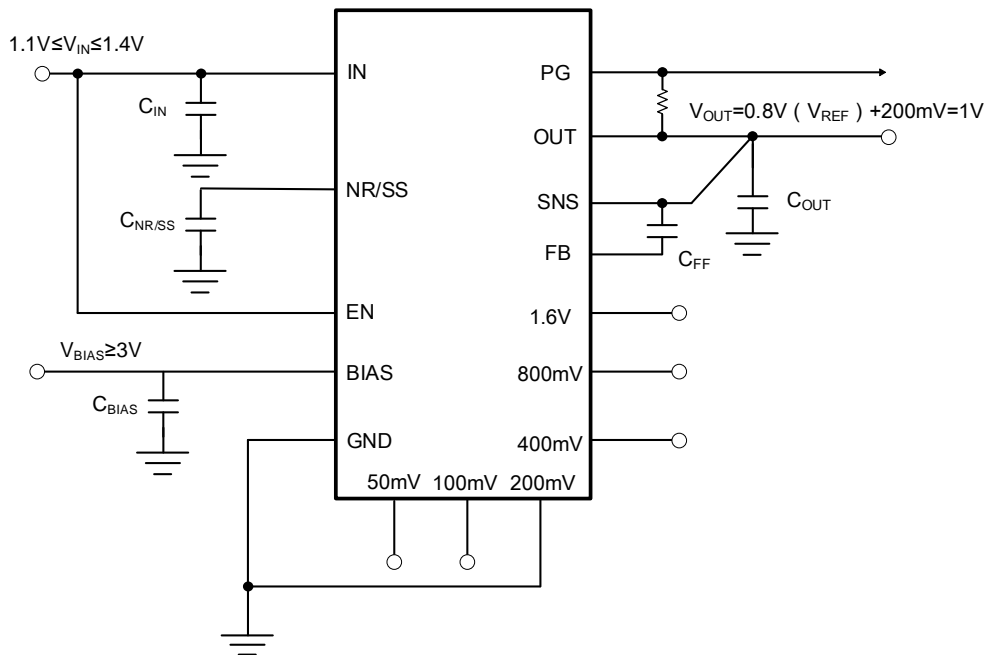 1.1V≤VIN≤1.4V
IN
PG
CIN
VOUT=0.8V ( VREF ) +200mV=1V
OUT
NR/SS
SNS
CNR/SS
COUT
FB
CFF
EN
1.6V
VBIAS≥3V
BIAS
800mV
CBIAS
GND
400mV
50mV 100mV 200mV